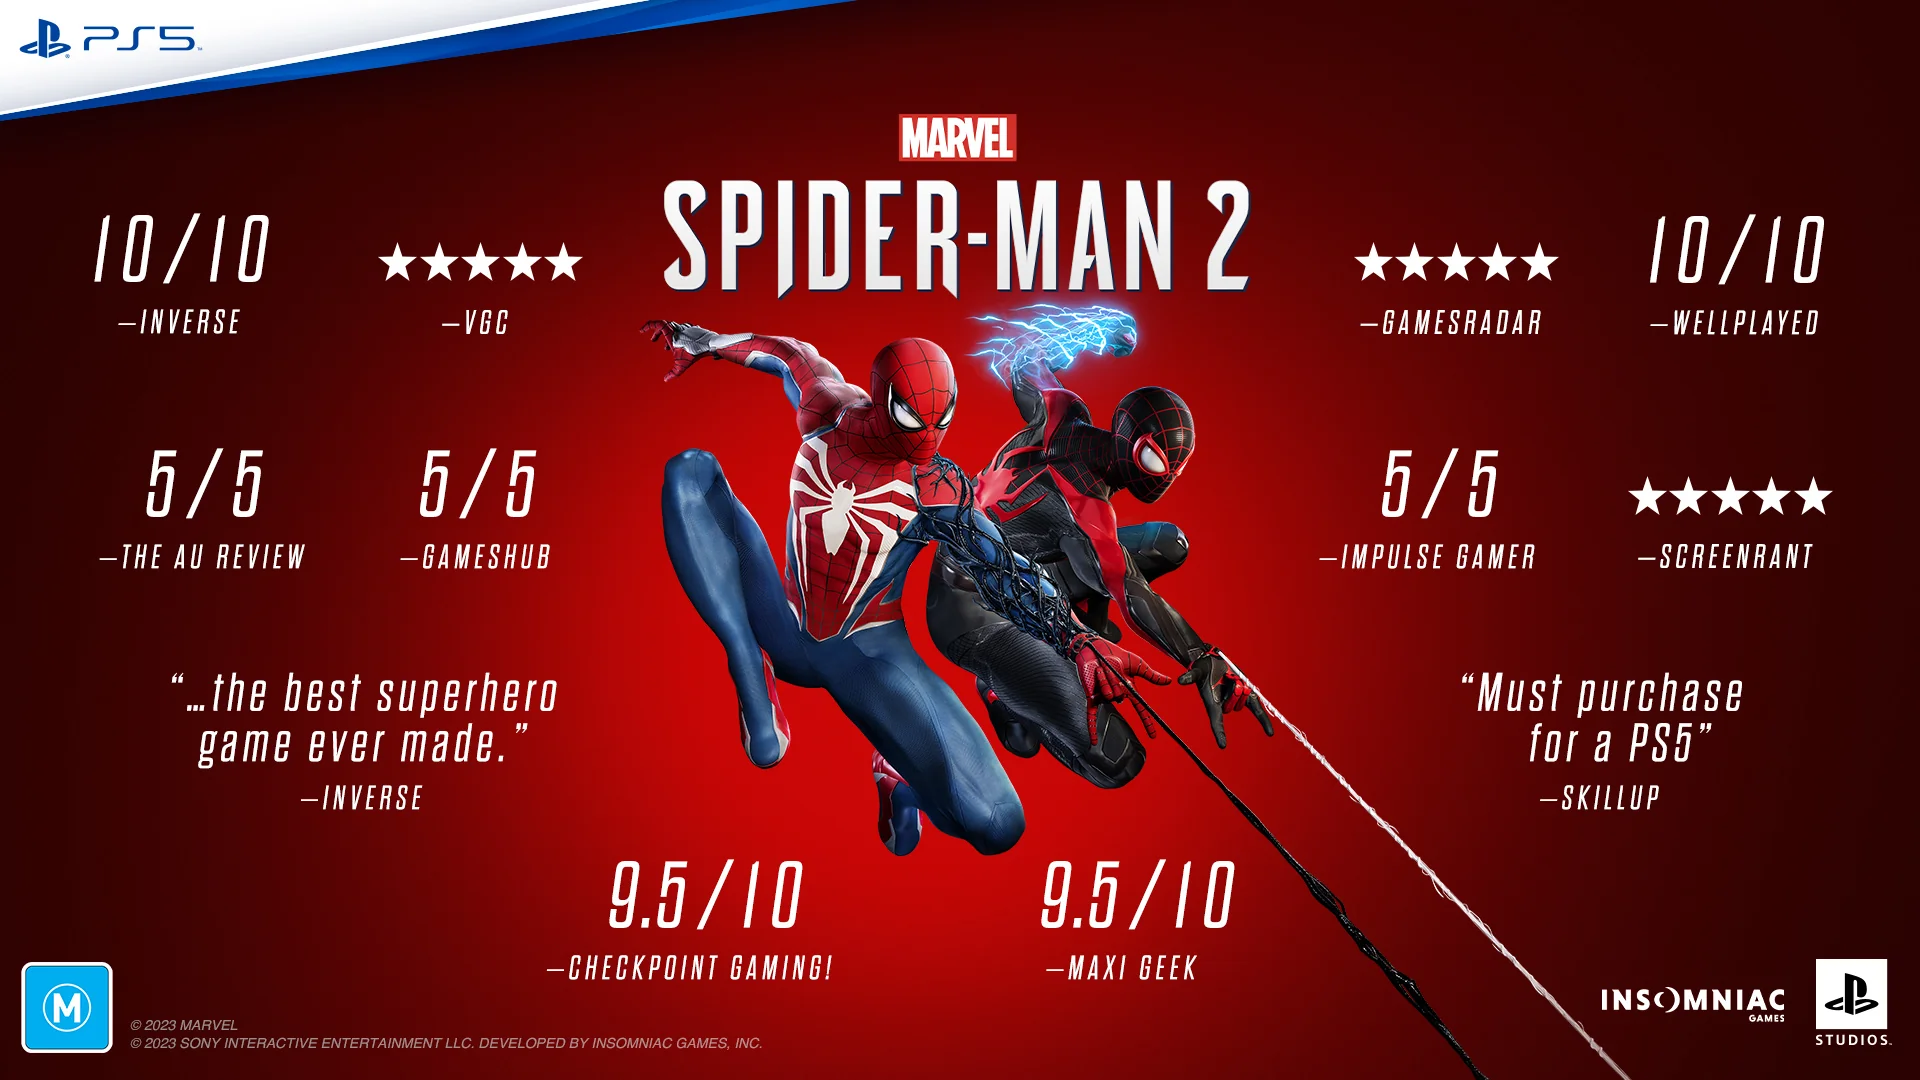 PS5
MARVEL
SPIDER-MAN 2
10/10
—INVERSE
★★★★★
—VGC
★★★★★
—GAMESRADAR
10/10
—WELLPLAYED
5/5
—THE AU REVIEW
5/5
—GAMESHUB
5/5
—IMPULSE GAMER
★★★★★
—SCREENRANT
“…the best superhero
game ever made.”
—INVERSE
“Must purchase
for a PS5”
—SKILLUP
9.5/10
—CHECKPOINT GAMING!
9.5/10
—MAXI GEEK
M
© 2023 MARVEL
© 2023 SONY INTERACTIVE ENTERTAINMENT LLC. DEVELOPED BY INSOMNIAC GAMES, INC.
INSOMNIAC
GAMES
STUDIOS